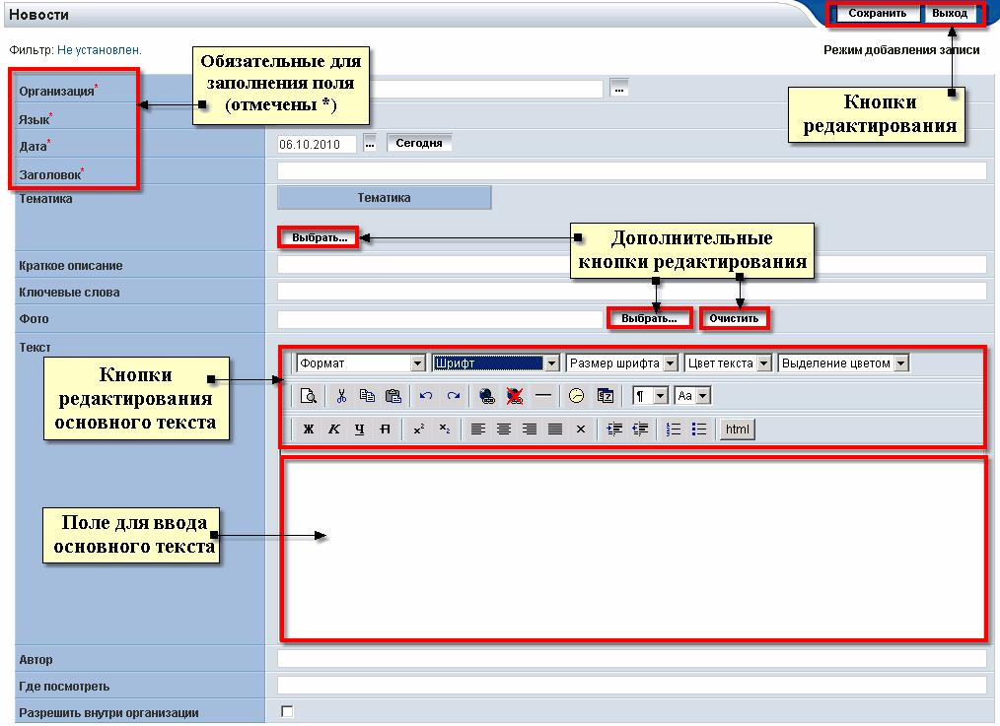 Новости
Сохранить Выход
Фильтр: Не установлен.
Режим добавления записи
Обязательные для
заполнения поля
(отмечены *)
Кнопки
редактирования
Организация*
...
Язык*
Дата*
06.10.2010 ... Сегодня
Заголовок*
Тематика
Тематика
Выбрать...
Дополнительные
кнопки редактирования
Краткое описание
Ключевые слова
Фото
Выбрать... Очистить
Текст
Формат Шрифт Размер шрифта Цвет текста Выделение цветом
Кнопки
редактирования
основного текста
¶ Aa
Ж К Ч Н x² x₂ html
Поле для ввода
основного текста
Автор
Где посмотреть
Разрешить внутри организации